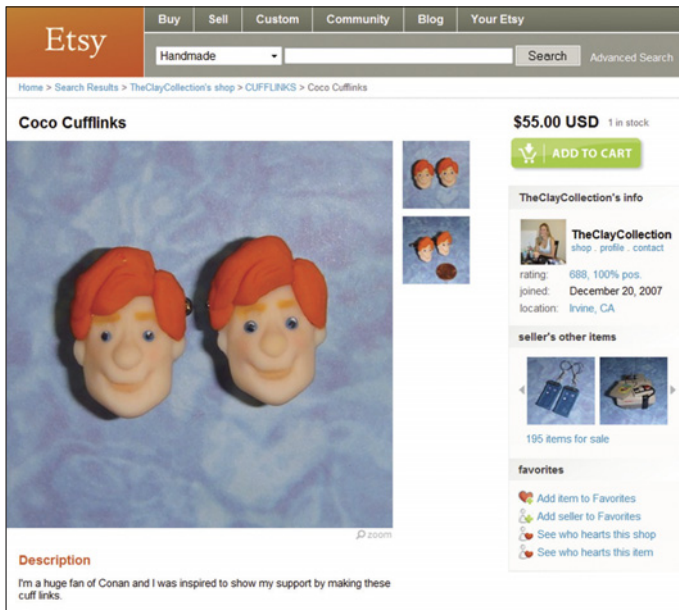 Etsy
Buy Sell Custom Community Blog Your Etsy
Handmade Search Advanced Search
Home > Search Results > TheClayCollection's shop > CUFFLINKS > Coco Cufflinks
Coco Cufflinks
$55.00 USD 1 in stock
ADD TO CART
TheClayCollection's info
TheClayCollection
shop . profile . contact
rating: 688, 100% pos.
joined: December 20, 2007
location: Irvine, CA
seller's other items
195 items for sale
favorites
Add item to Favorites
Add seller to Favorites
See who hearts this shop
See who hearts this item
zoom
Description
I'm a huge fan of Conan and I was inspired to show my support by making these
cuff links.